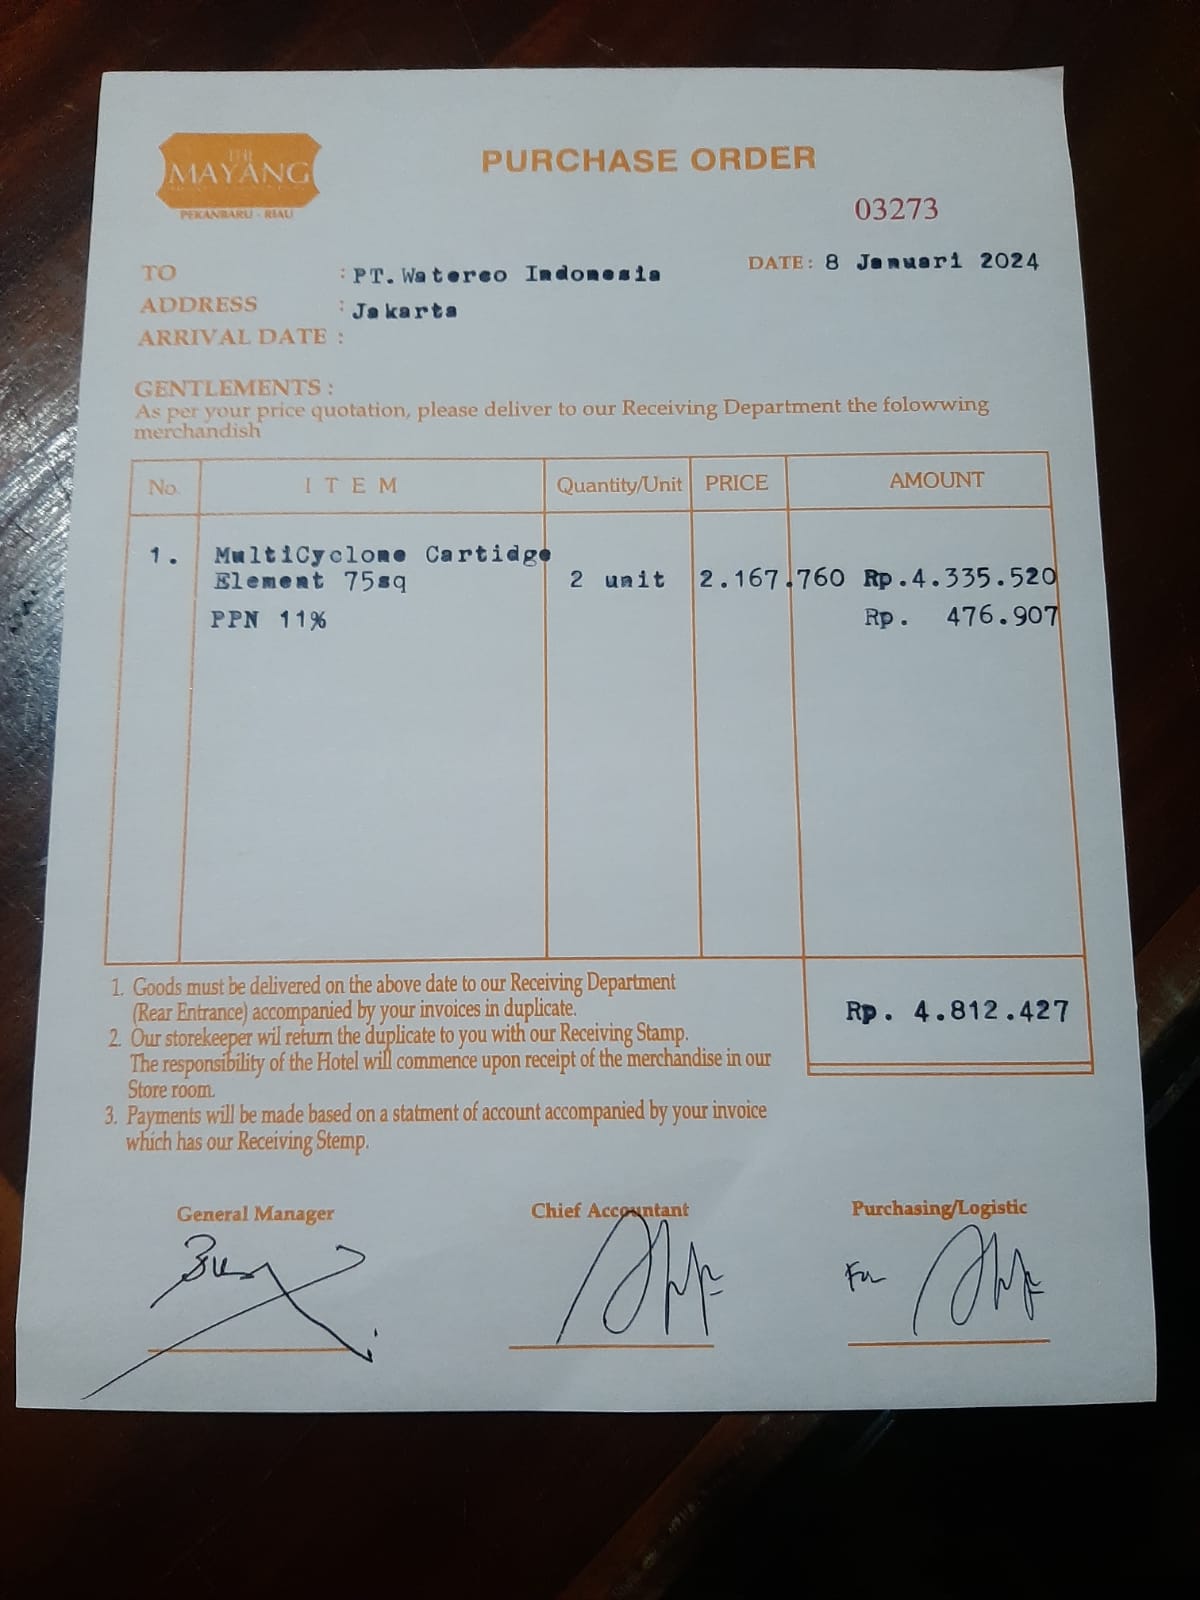 THE
MAYANG
PEKANBARU - RIAU
PURCHASE ORDER
03273
TO : PT. Waterco Indonesia
DATE : 8 Januari 2024
ADDRESS : Jakarta
ARRIVAL DATE :
GENTLEMENTS :
As per your price quotation, please deliver to our Receiving Department the folowwing
merchandish
No. ITEM Quantity/Unit PRICE AMOUNT
1. MultiCyclone Cartidge
Element 75sq 2 unit 2.167.760 Rp.4.335.520
PPN 11% Rp. 476.907
1. Goods must be delivered on the above date to our Receiving Department
(Rear Entrance) accompanied by your invoices in duplicate.
2. Our storekeeper wil return the duplicate to you with our Receiving Stamp.
The responsibility of the Hotel will commence upon receipt of the merchandise in our
Store room.
3. Payments will be made based on a statment of account accompanied by your invoice
which has our Receiving Stemp.
Rp. 4.812.427
General Manager Chief Accountant Purchasing/Logistic